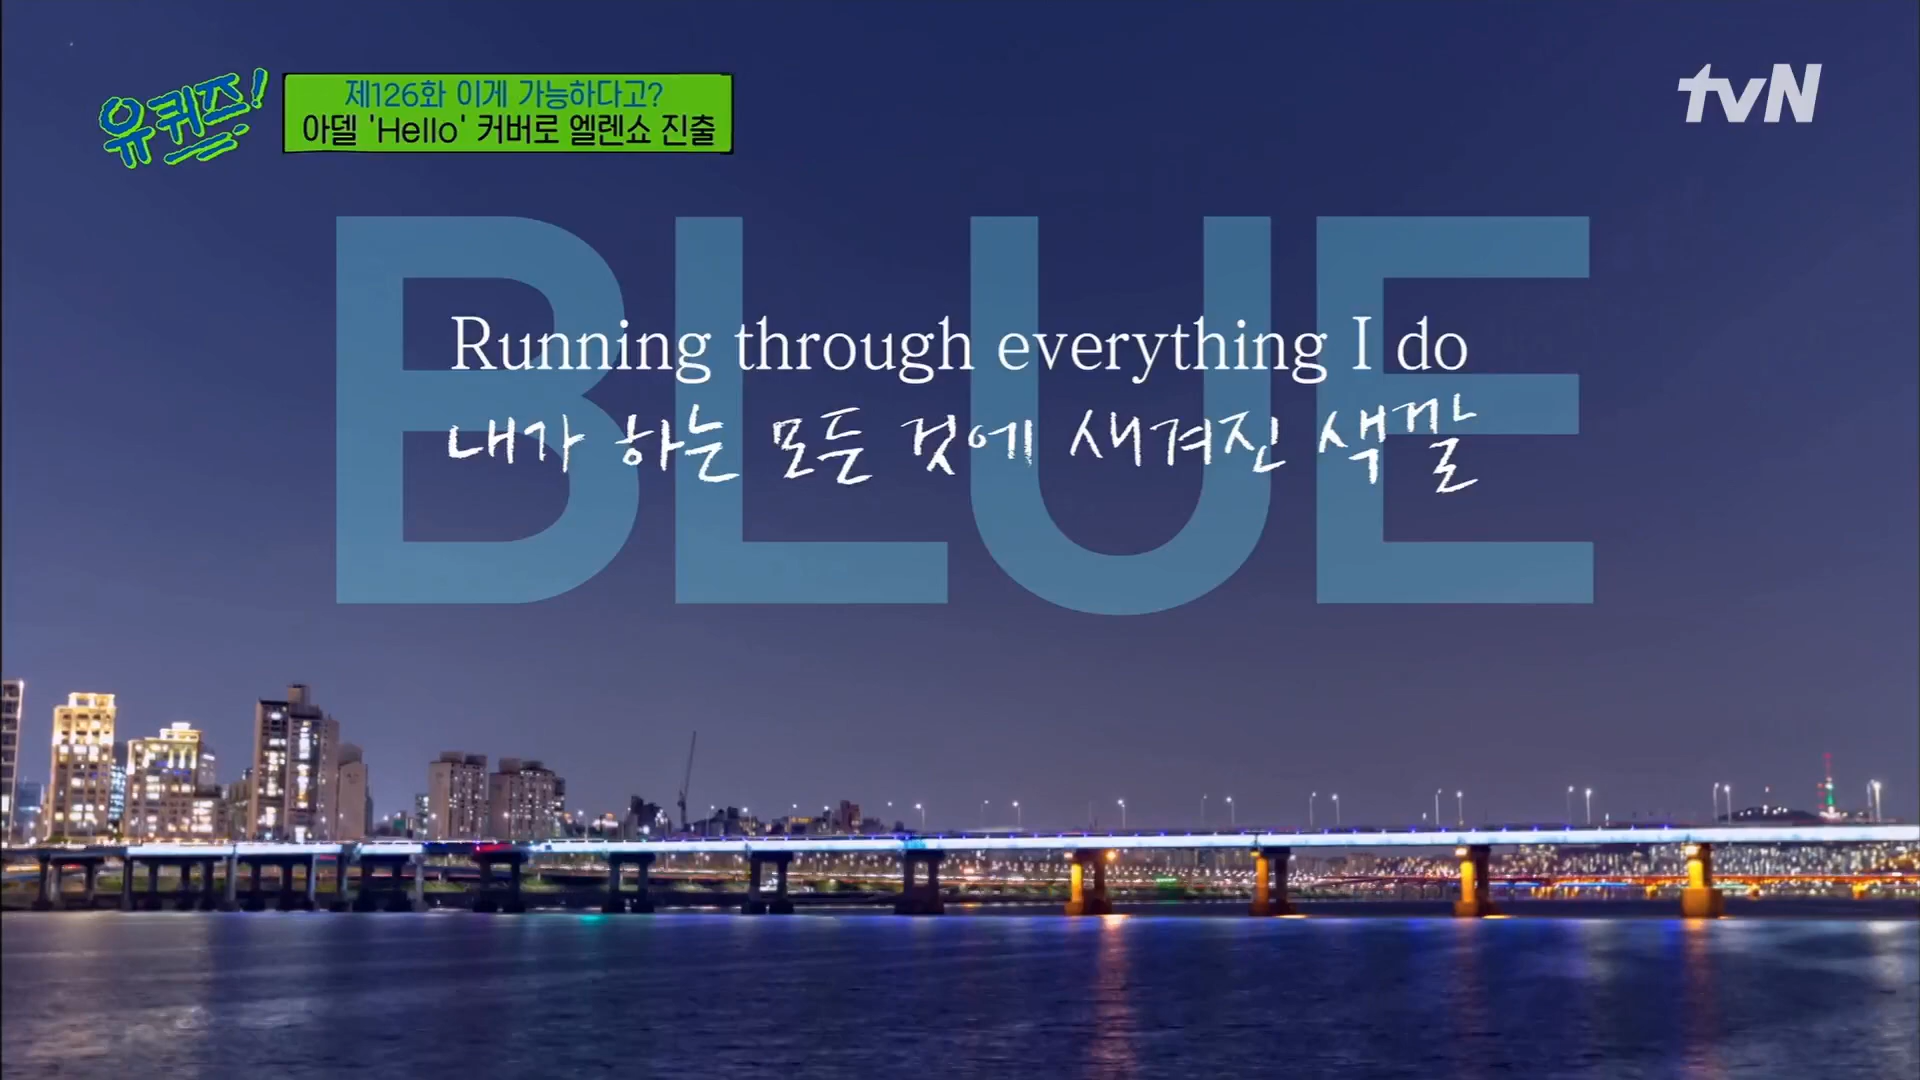 유퀴즈!
제126화 이게 가능하다고?
아델 'Hello' 커버로 엘렌쇼 진출
tvN
BLUE
Running through everything I do
내가 하는 모든 것에 새겨진 색깔